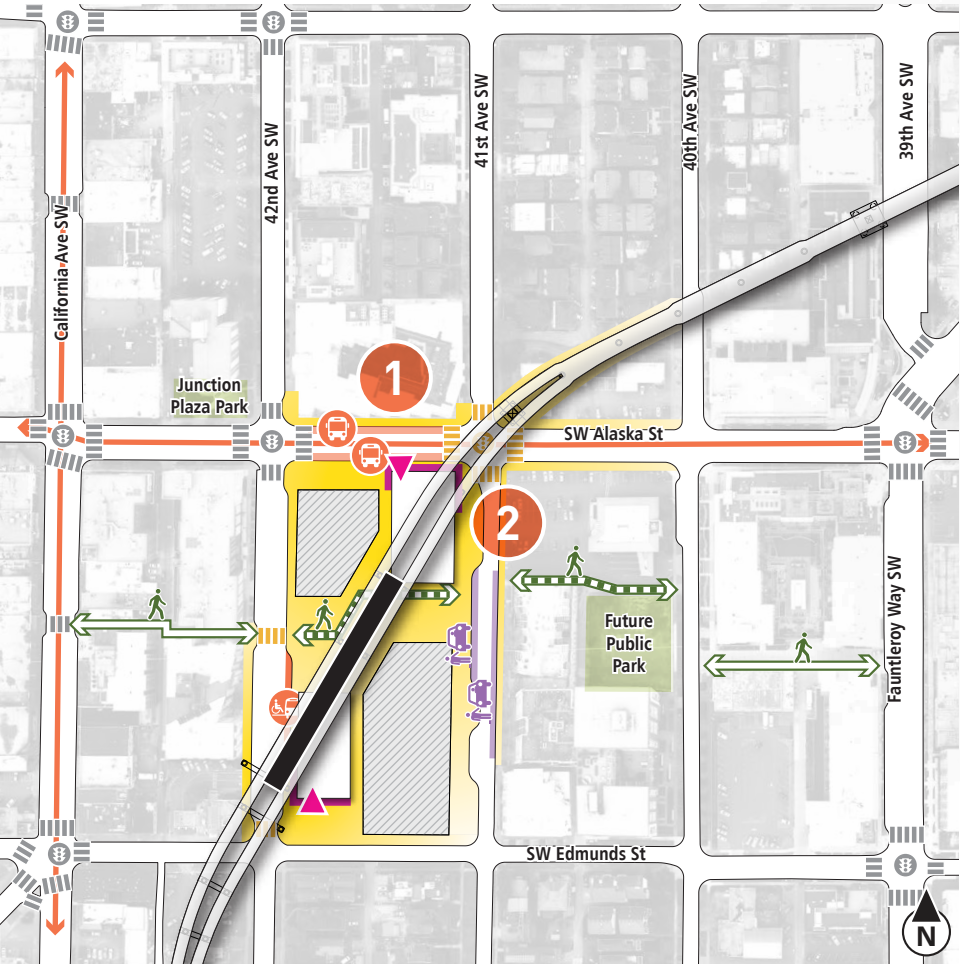 42nd Ave SW
41st Ave SW
40th Ave SW
39th Ave SW
California Ave SW
1
Junction
Plaza Park
SW Alaska St
2
Future
Public
Park
Fauntleroy Way SW
SW Edmunds St
N